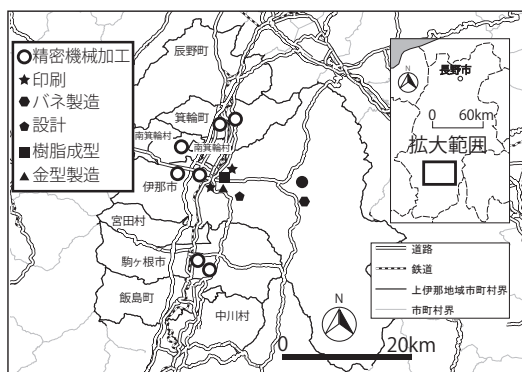 精密機械加工
印刷
バネ製造
設計
樹脂成型
金型製造
辰野町
箕輪町
南箕輪村
南箕輪村
伊那市
宮田村
駒ヶ根市
飯島町
中川村
長野市
N
0 60km
拡大範囲
道路
鉄道
上伊那地域市町村界
市町村界
N
0 20km